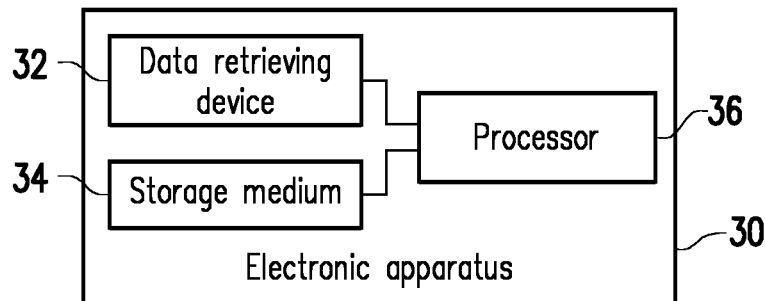 32
Data retrieving
device
Processor
36
34
Storage medium
30
Electronic apparatus